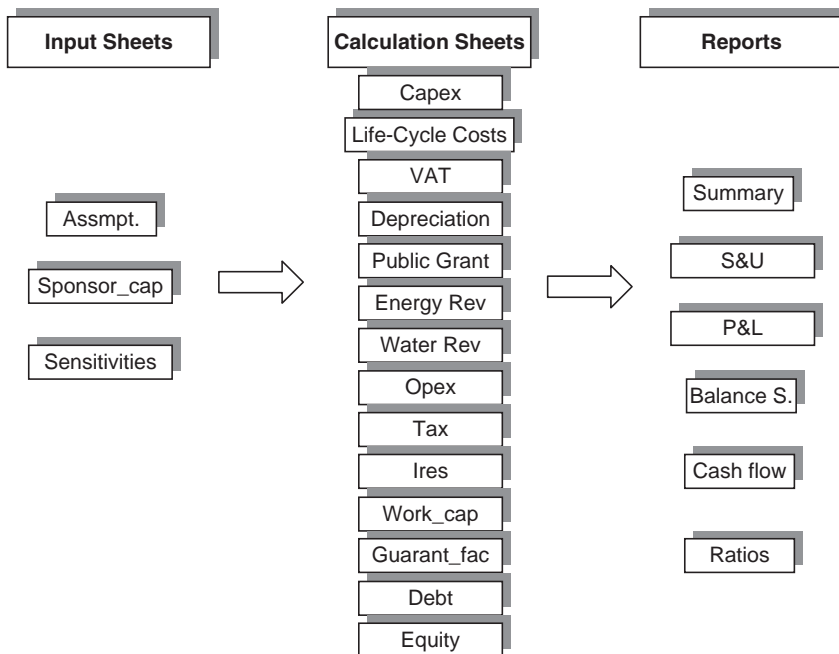 Input Sheets
Assmpt.
Sponsor_cap
Sensitivities
Calculation Sheets
Capex
Life-Cycle Costs
VAT
Depreciation
Public Grant
Energy Rev
Water Rev
Opex
Tax
Ires
Work_cap
Guarant_fac
Debt
Equity
Reports
Summary
S&U
P&L
Balance S.
Cash flow
Ratios